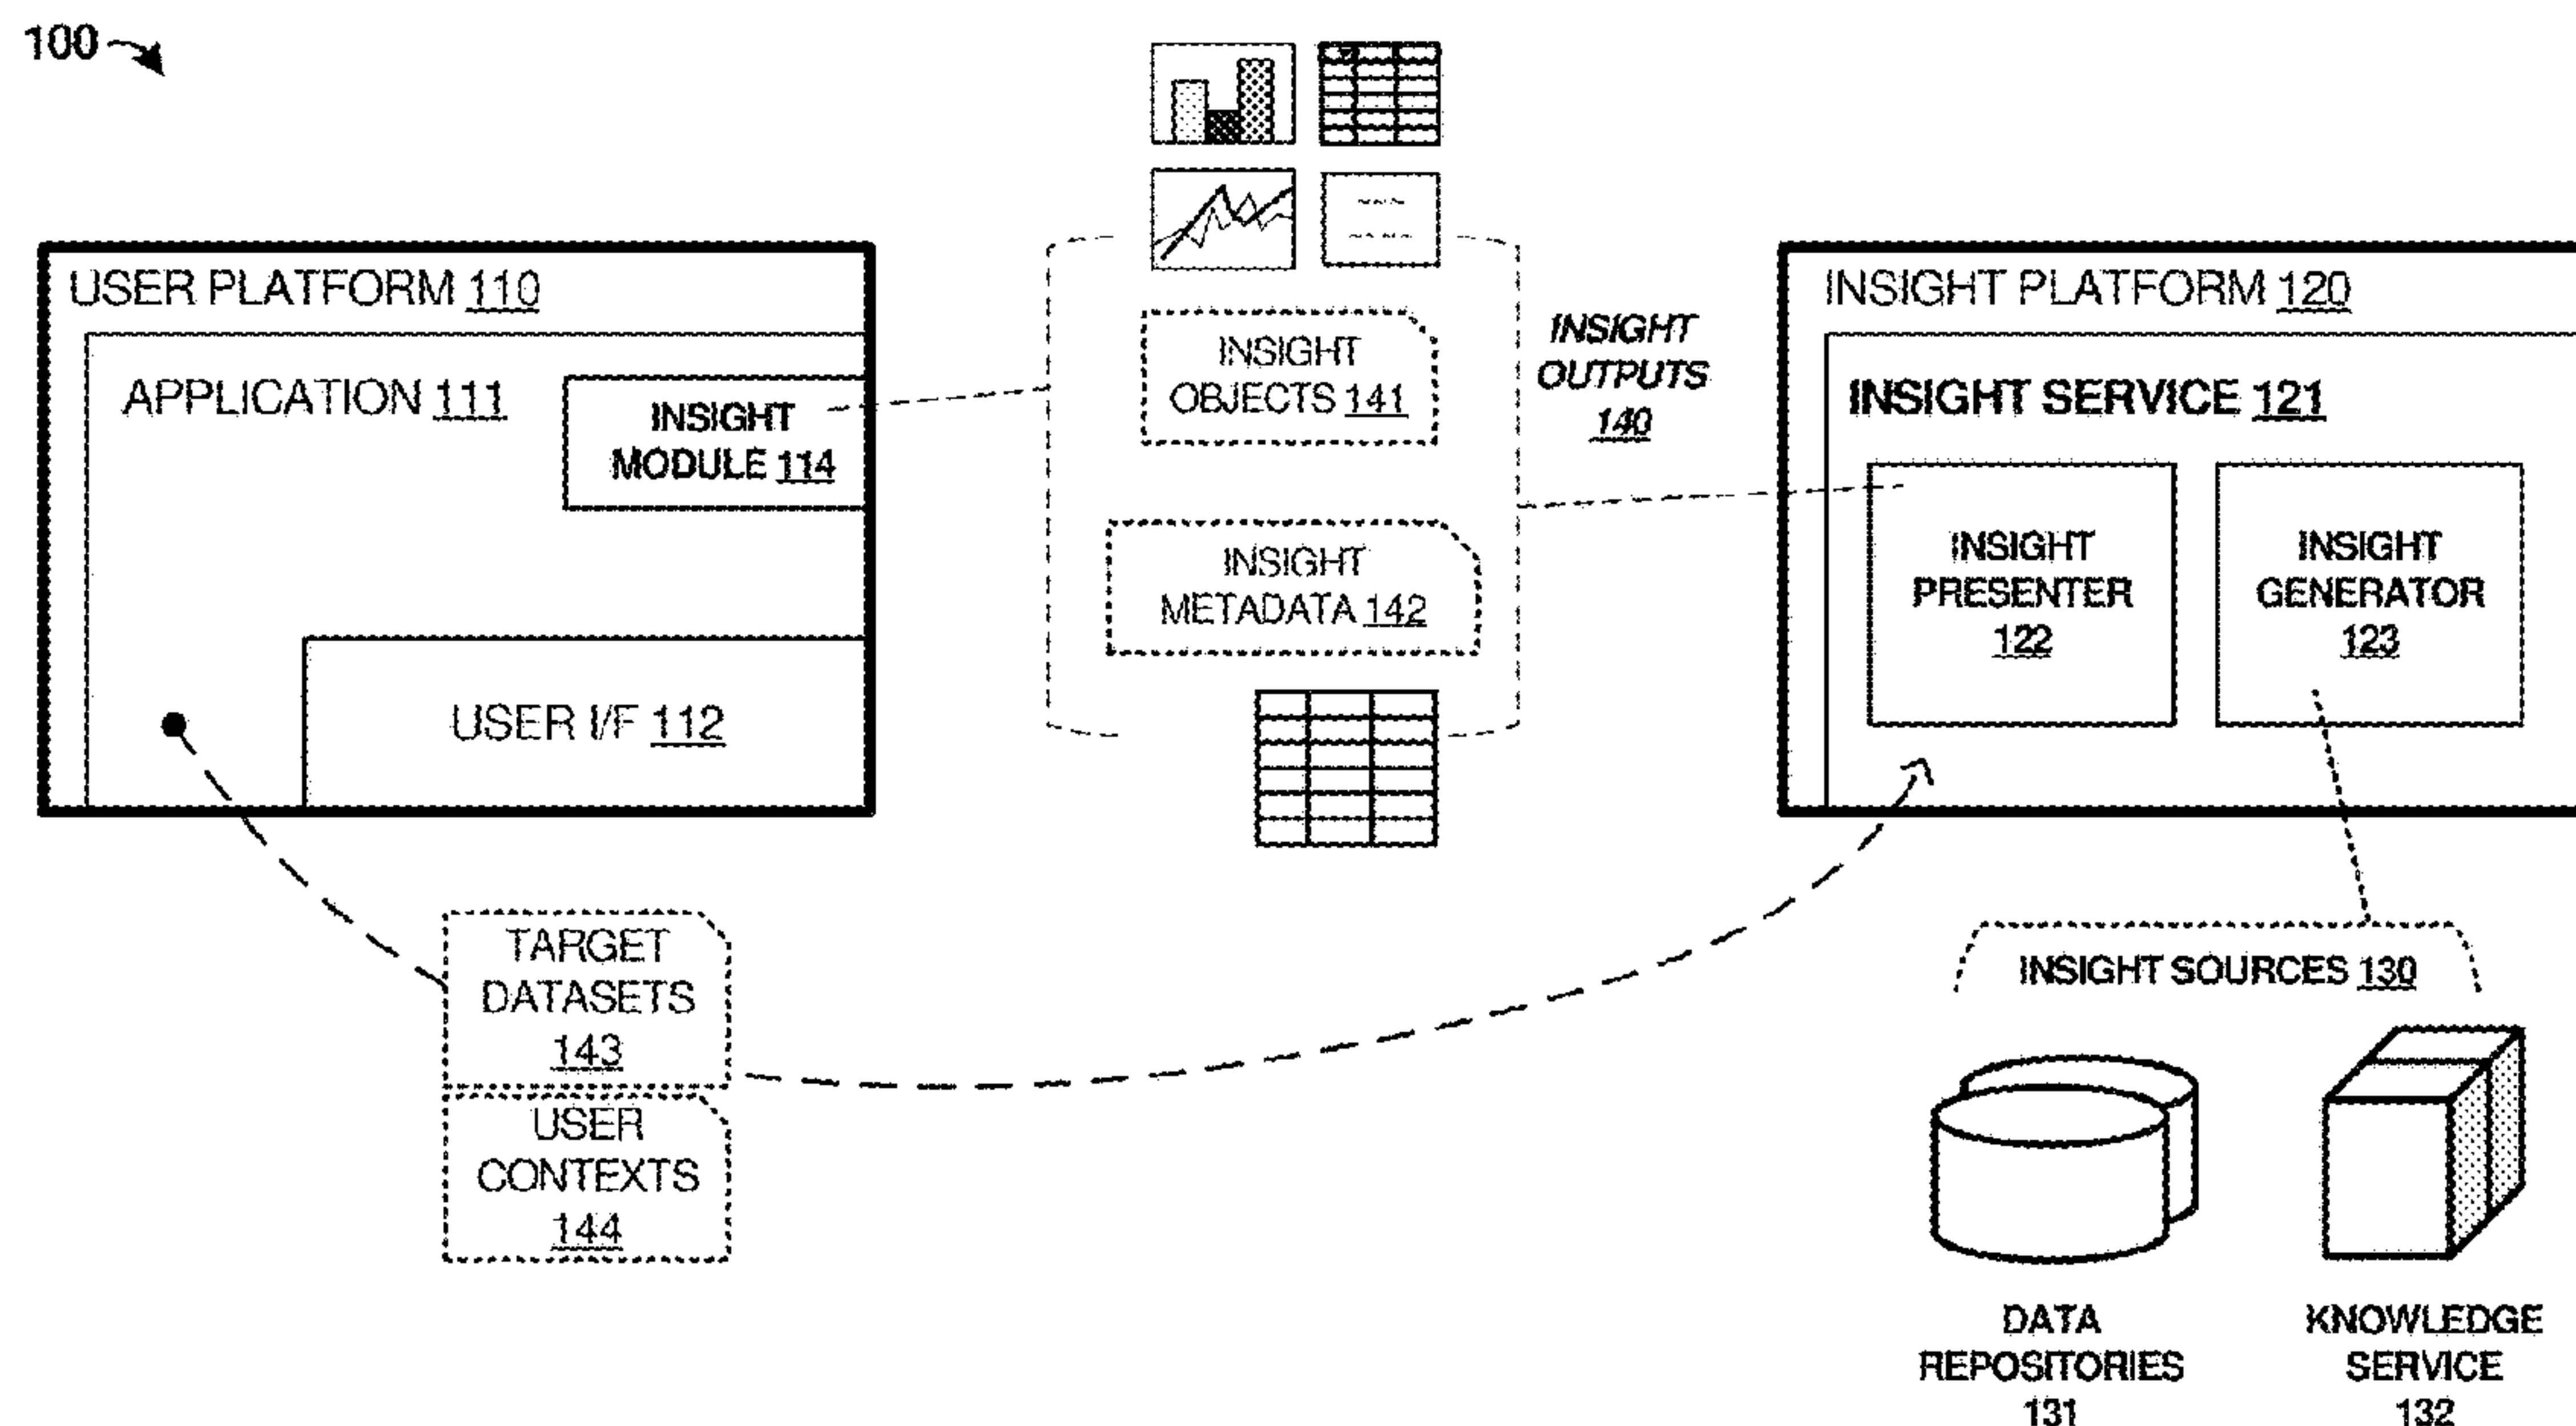 100
USER PLATFORM 110
APPLICATION 111
INSIGHT
MODULE 114
USER I/F 112
INSIGHT
OBJECTS 141
INSIGHT
METADATA 142
INSIGHT
OUTPUTS
140
INSIGHT PLATFORM 120
INSIGHT SERVICE 121
INSIGHT
PRESENTER
122
INSIGHT
GENERATOR
123
TARGET
DATASETS
143
USER
CONTEXTS
144
INSIGHT SOURCES 130
DATA
REPOSITORIES
131
KNOWLEDGE
SERVICE
132